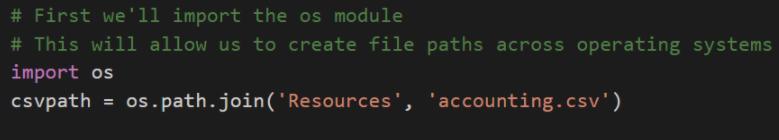 # First we'll import the os module
# This will allow us to create file paths across operating systems
import os
csvpath = os.path.join('Resources', 'accounting.csv')